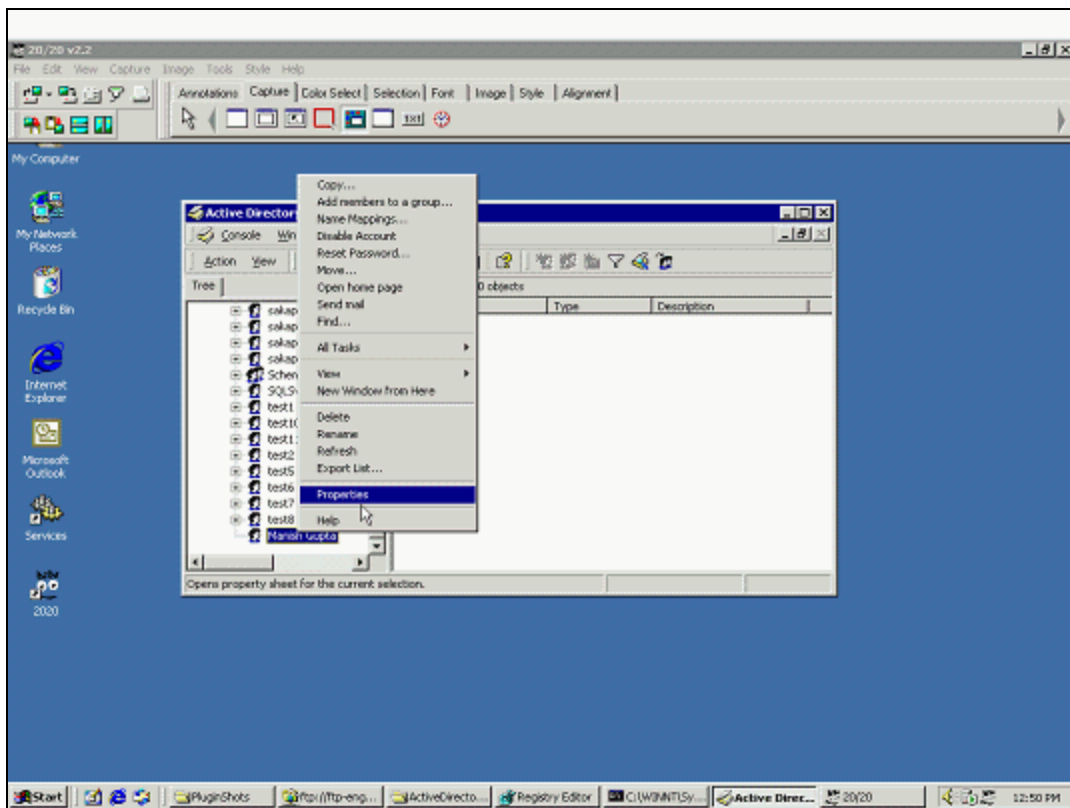 20/20 v2.2
File Edit View Capture Image Tools Style Help
Annotations Capture Color Select Selection Font Image Style Alignment
My Computer
My Network Places
Recycle Bin
Internet Explorer
Microsoft Outlook
Services
2020
Active Director
Console Win
Action View
Tree
0 objects
Type Description
sakap
sakap
sakap
sakap
Schem
SQLS
test1
test10
test1
test2
test5
test6
test7
test8
Manish Gupta
Copy...
Add members to a group...
Name Mappings...
Disable Account
Reset Password...
Move...
Open home page
Send mail
Find...
All Tasks
View
New Window from Here
Delete
Rename
Refresh
Export List...
Properties
Help
Opens property sheet for the current selection.
Start PluginShots ftp://ftp-eng... ActiveDirecto... Registry Editor C:\WINNT\Sy... Active Direc... 20/20 12:50 PM